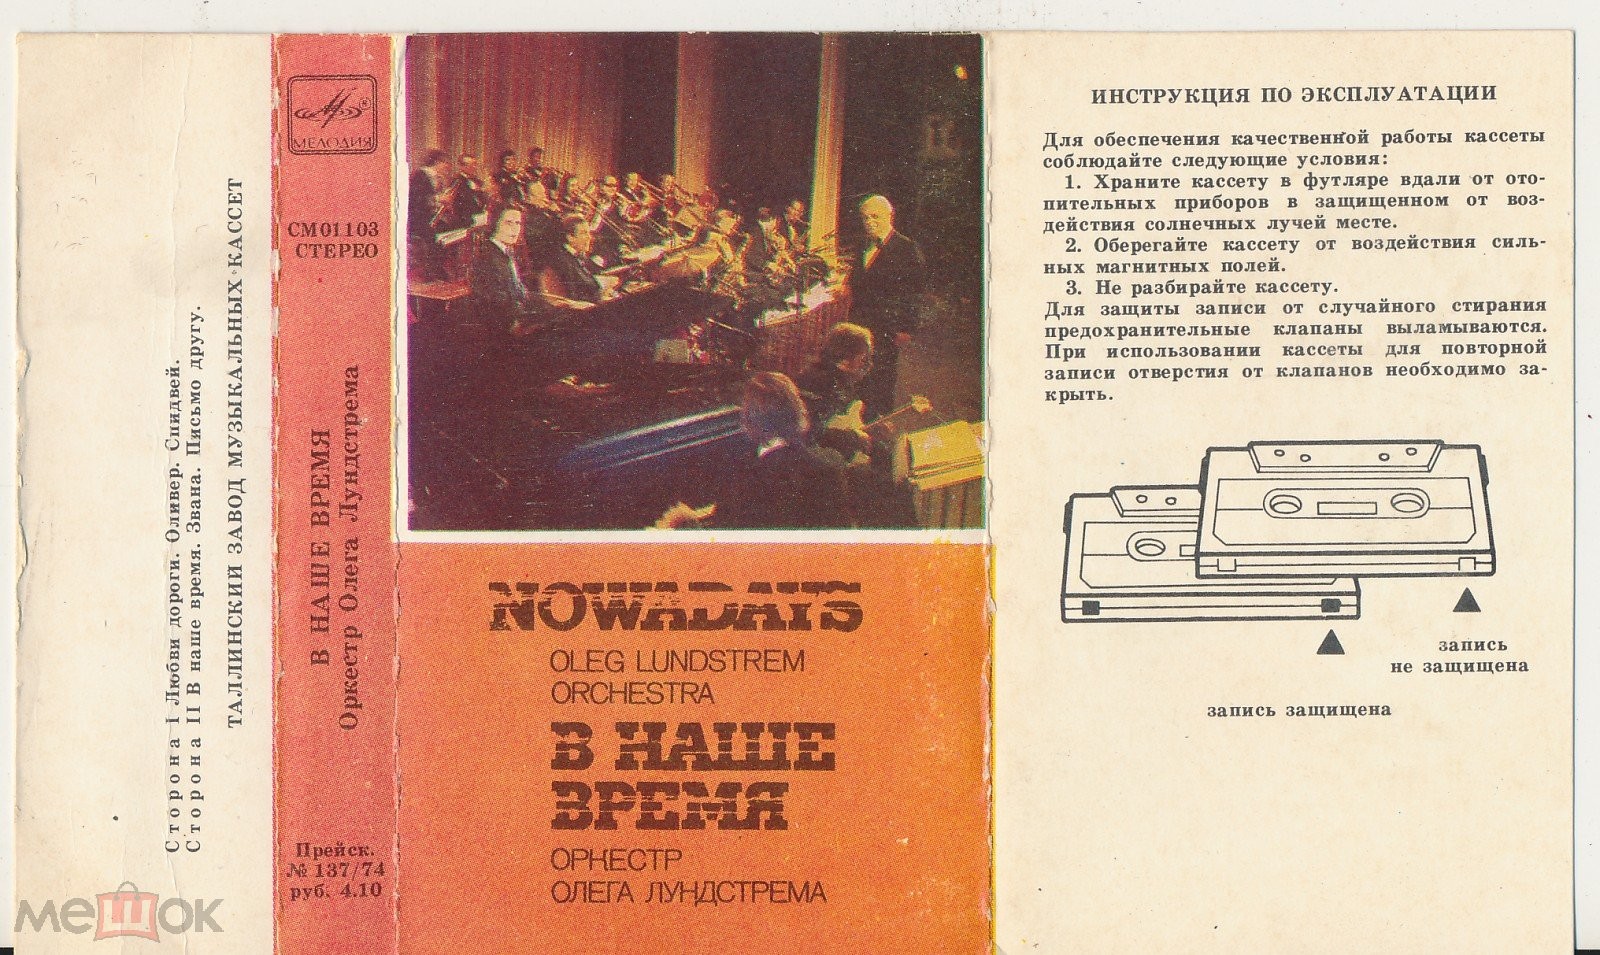 Сторона I Любви дороги. Оливер. Спидвей.
Сторона II В наше время. Звана. Письмо другу.
ТАЛЛИНСКИЙ ЗАВОД МУЗЫКАЛЬНЫХ КАССЕТ
МЕЛОДИЯ
СМ01103
СТЕРЕО
В НАШЕ ВРЕМЯ
Оркестр Олега Лундстрема
Прейск.
№ 137/74
руб. 4.10
NOWADAYS
OLEG LUNDSTREM
ORCHESTRA
В НАШЕ
ВРЕМЯ
ОРКЕСТР
ОЛЕГА ЛУНДСТРЕМА
ИНСТРУКЦИЯ ПО ЭКСПЛУАТАЦИИ
Для обеспечения качественной работы кассеты
соблюдайте следующие условия:
1. Храните кассету в футляре вдали от ото-
пительных приборов в защищенном от воз-
действия солнечных лучей месте.
2. Оберегайте кассету от воздействия силь-
ных магнитных полей.
3. Не разбирайте кассету.
Для защиты записи от случайного стирания
предохранительные клапаны выламываются.
При использовании кассеты для повторной
записи отверстия от клапанов необходимо за-
крыть.
запись
не защищена
запись защищена
мешок